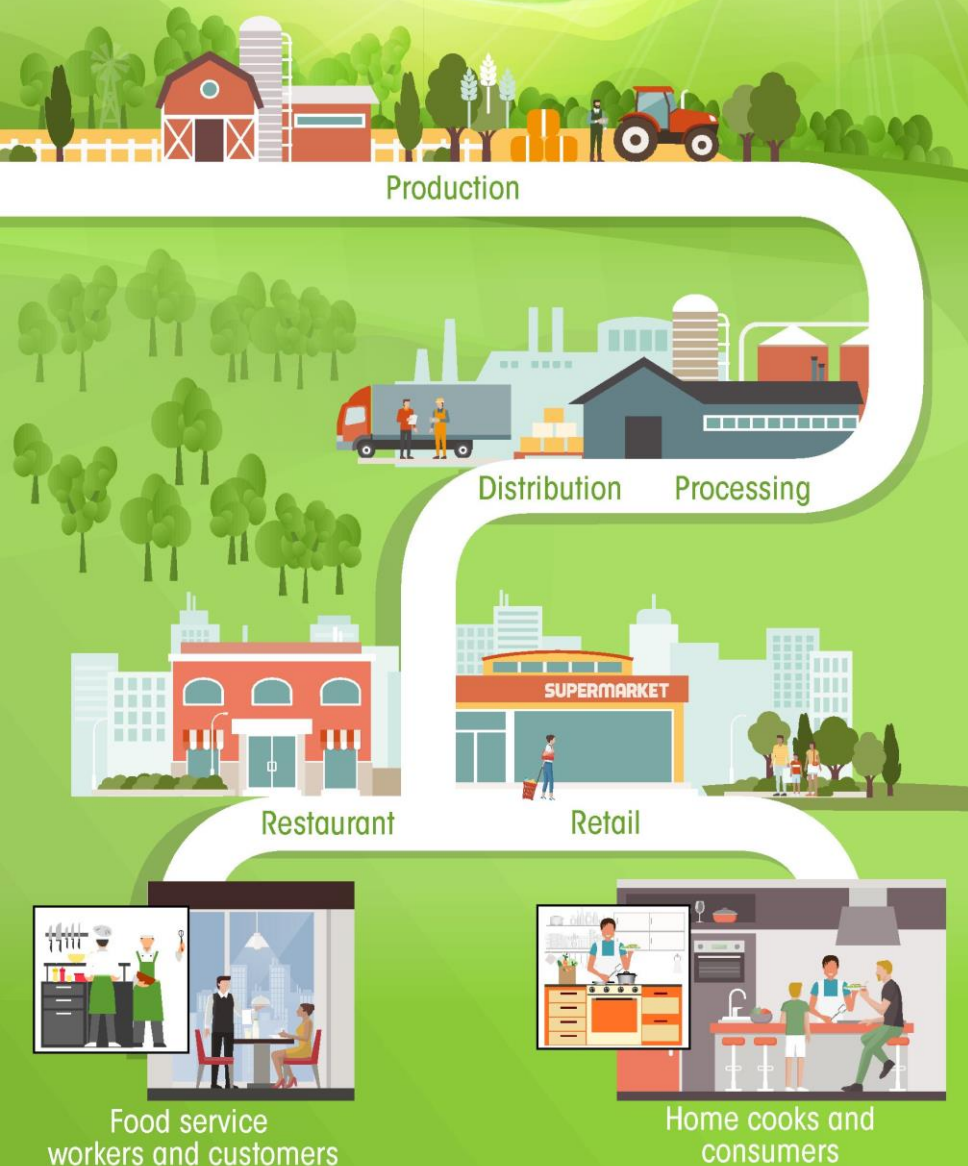 Production
Distribution Processing
SUPERMARKET
Restaurant Retail
Food service
workers and customers
Home cooks and
consumers